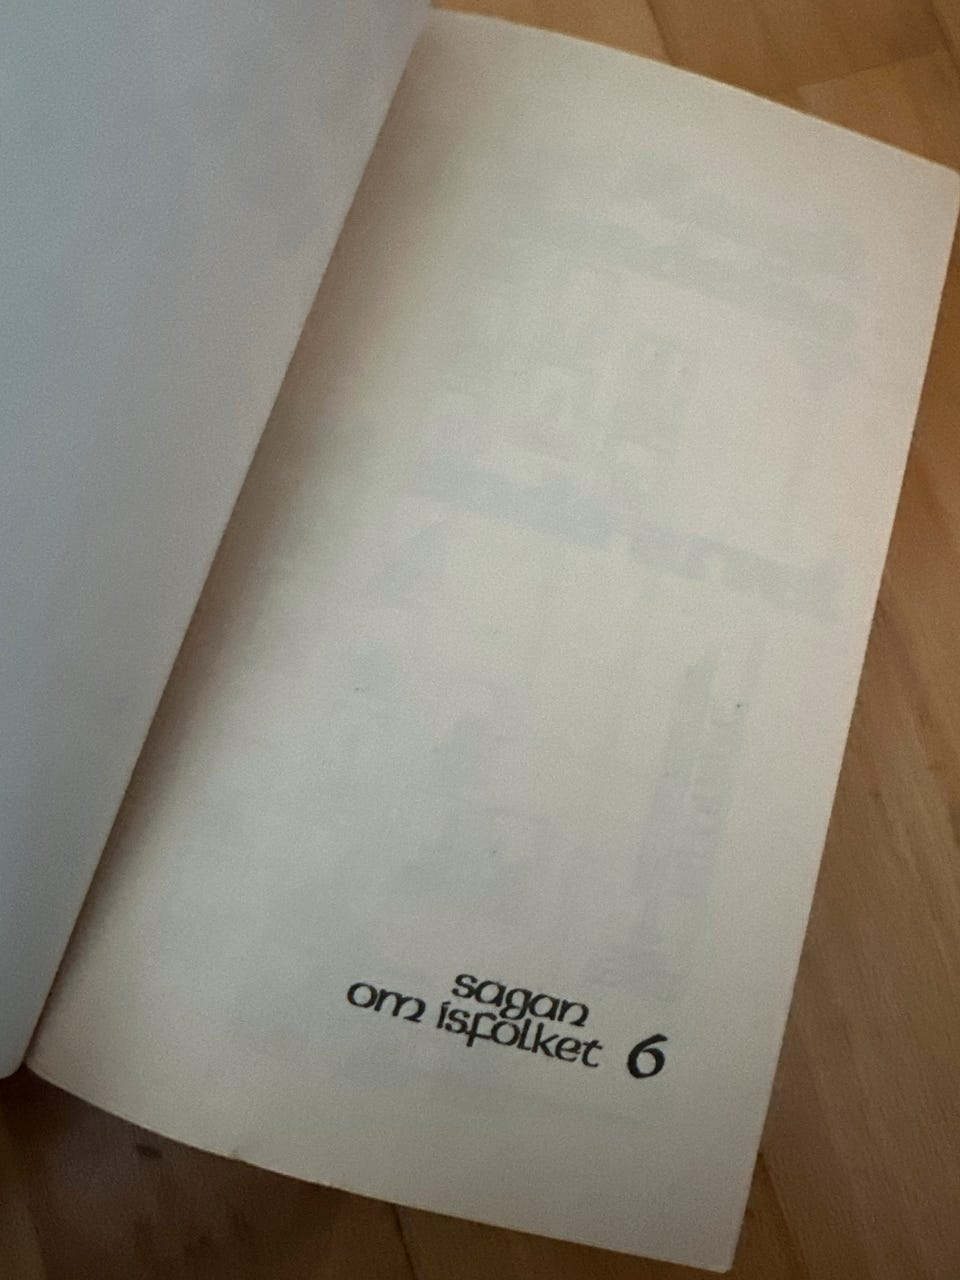 sagan
om isfolket 6